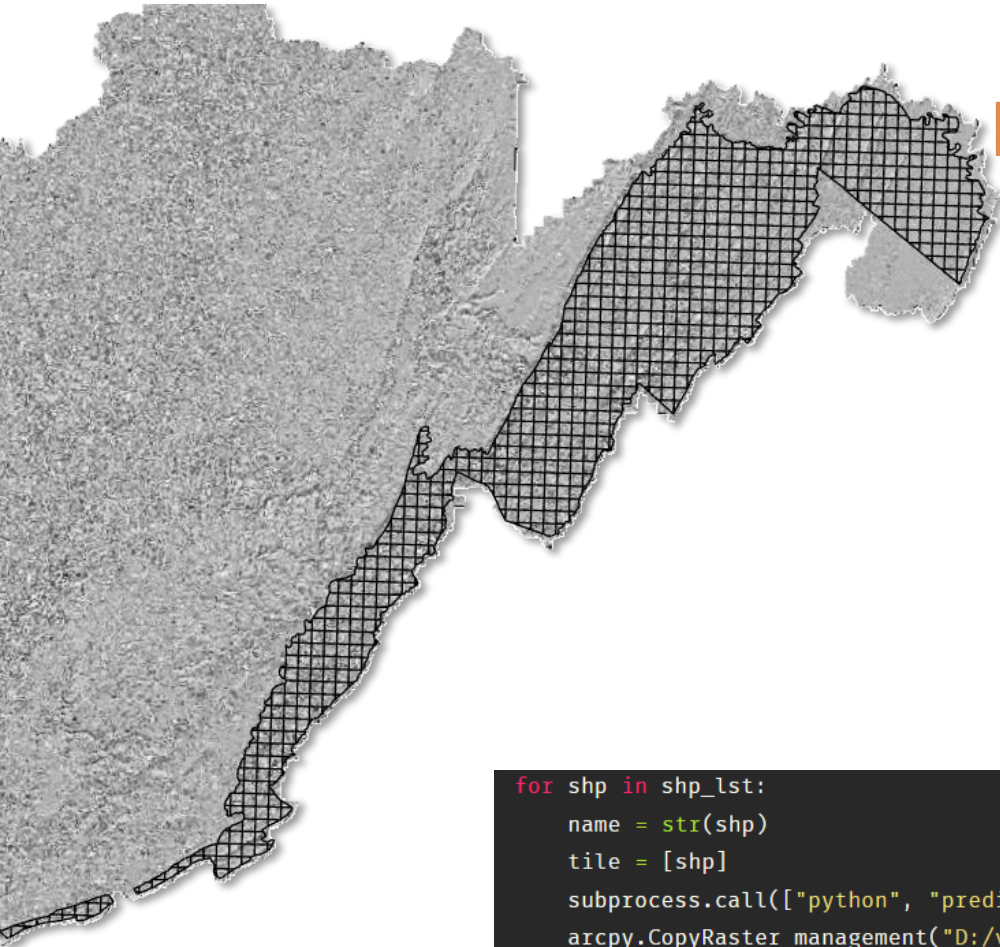 for shp in shp_lst:
name = str(shp)
tile = [shp]
subprocess.call(["python", "predi
arcpy.CopyRaster_management("D:/